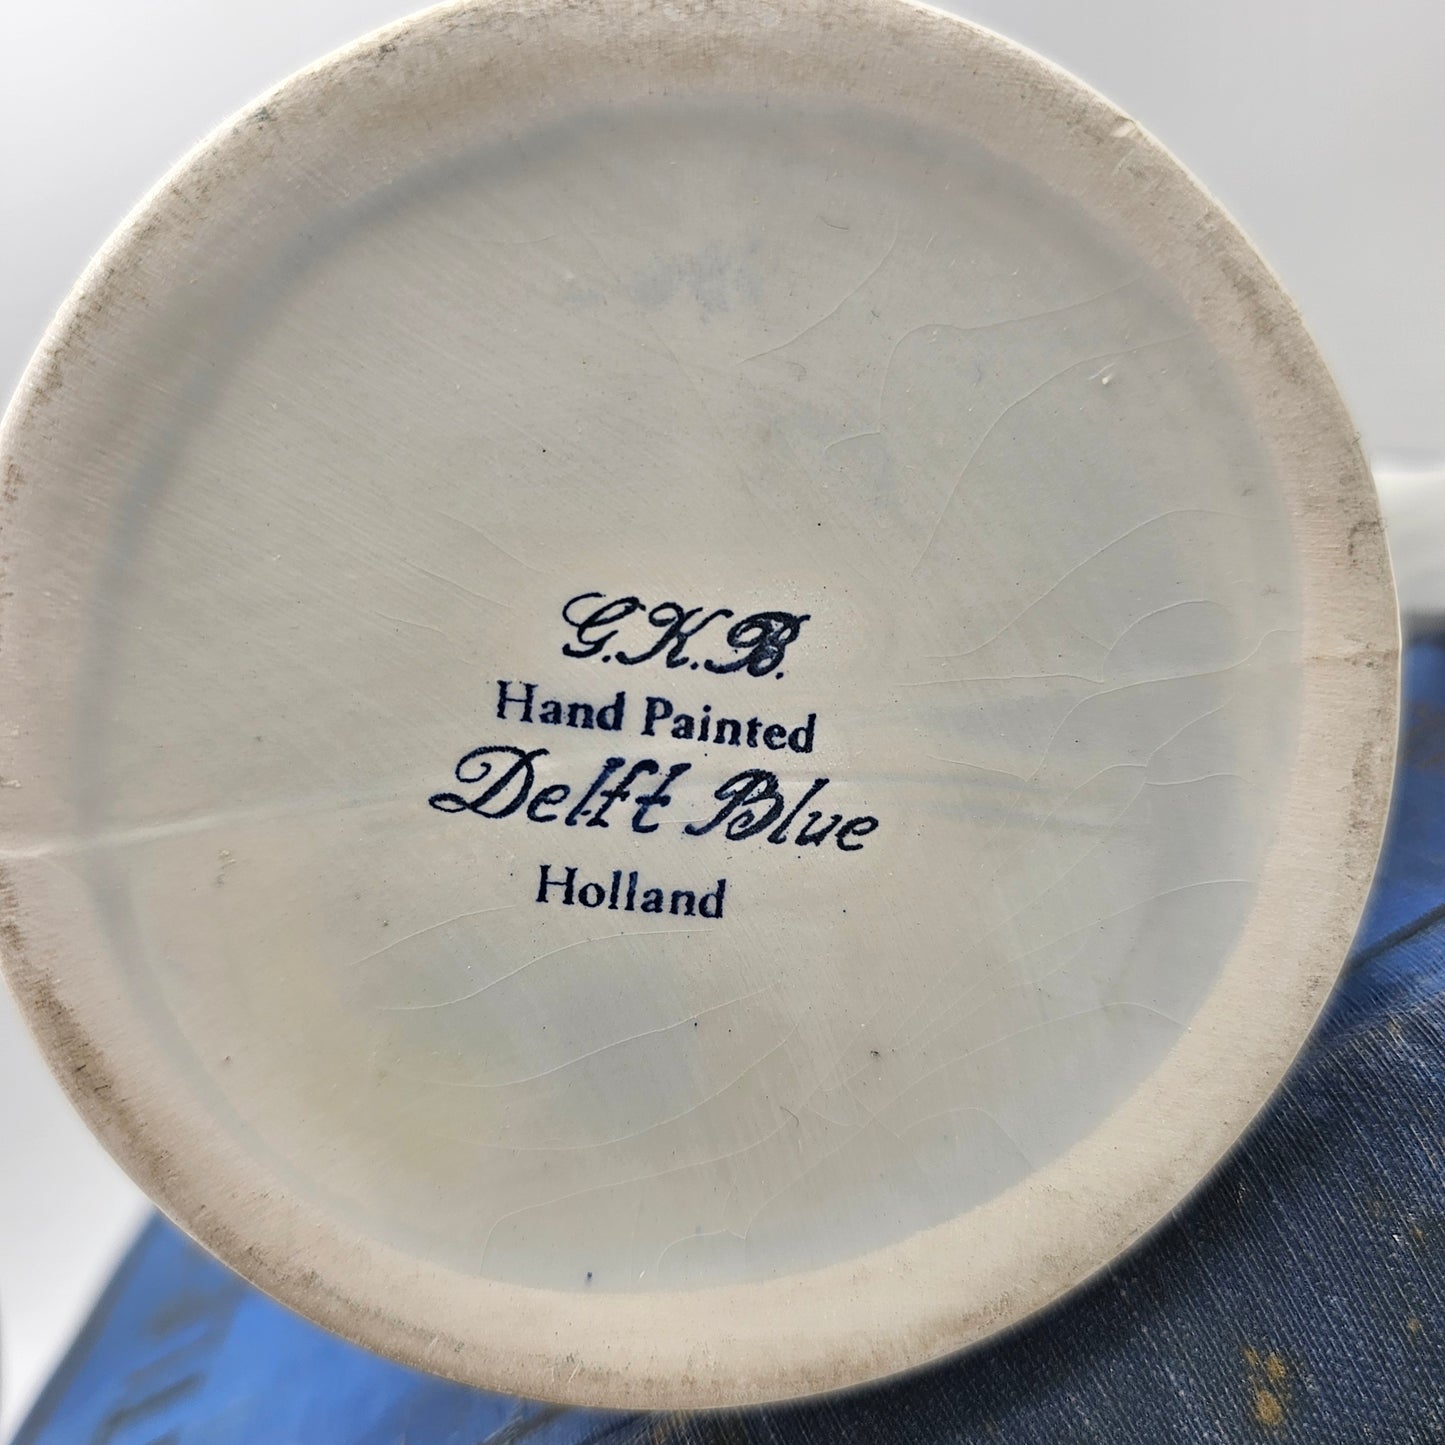 G.K.B.
Hand Painted
Delft Blue
Holland